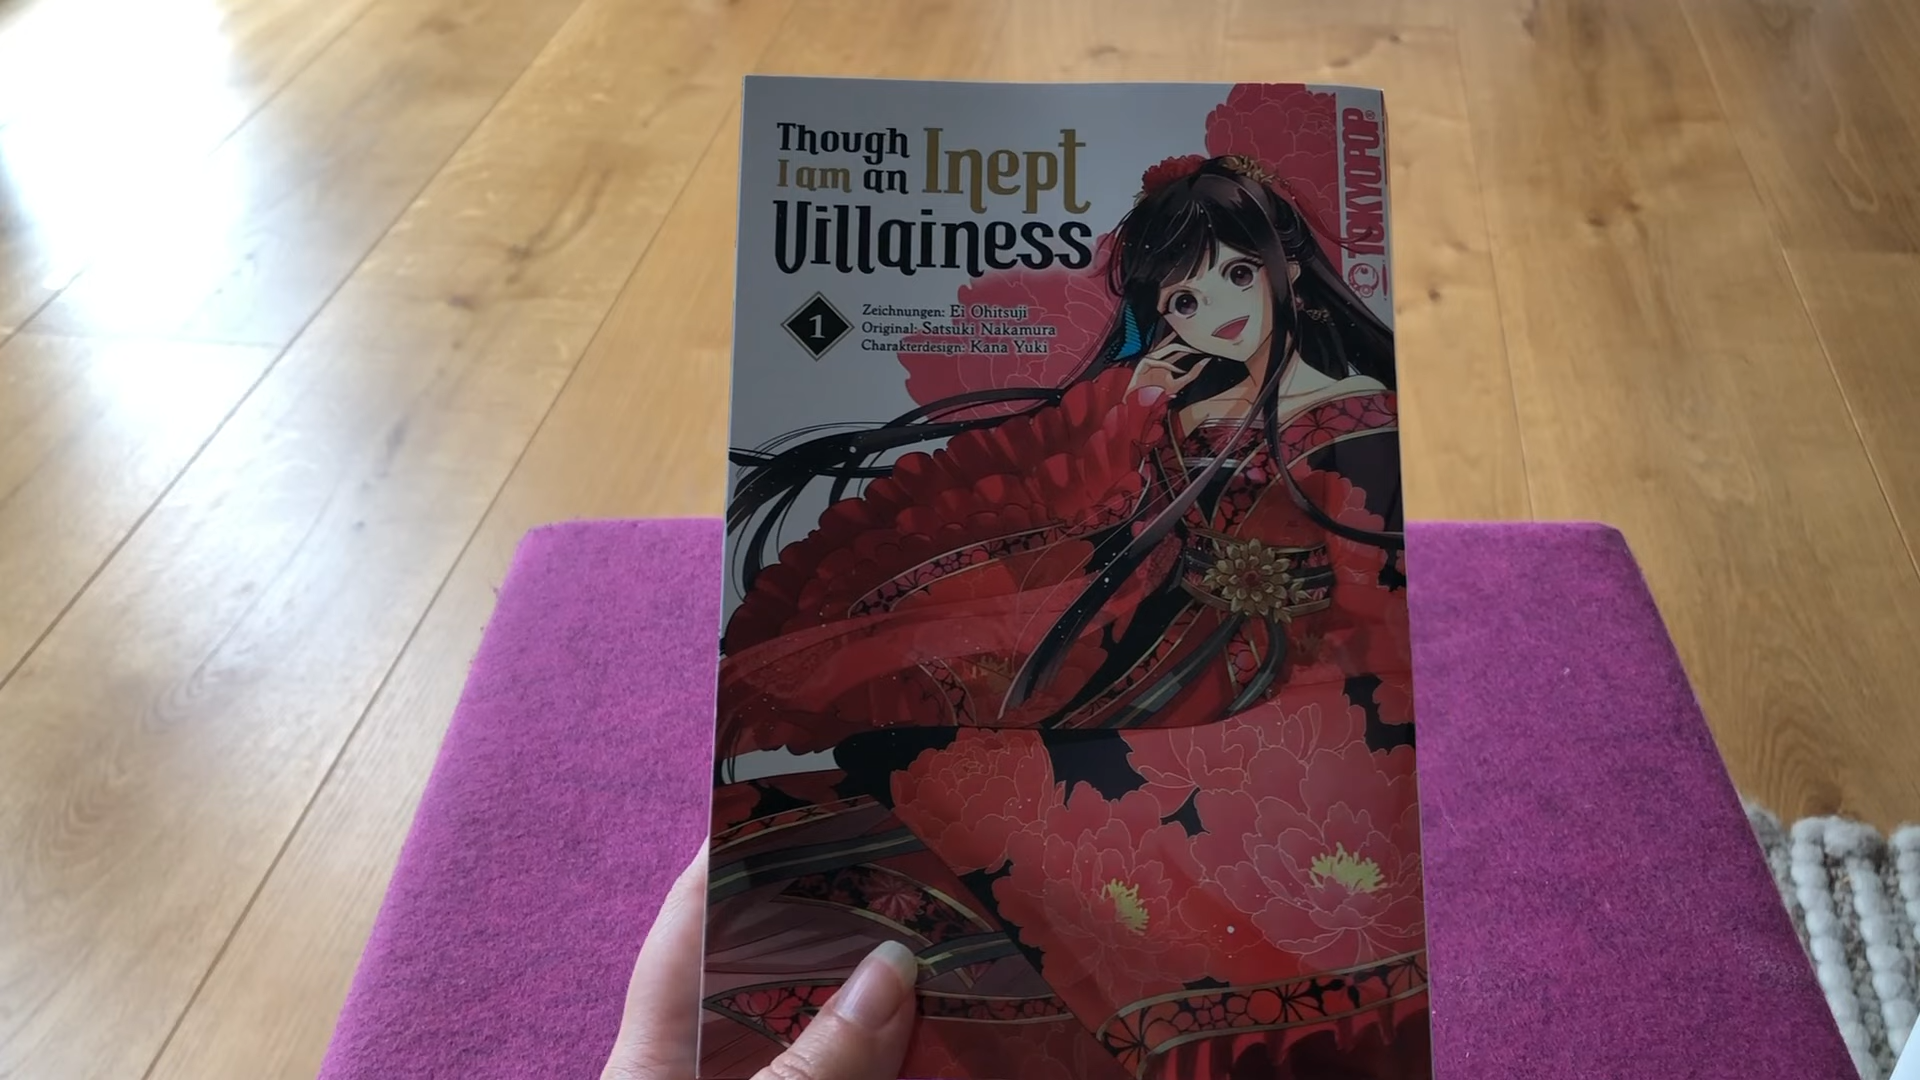 Though
I am an Inept
Villainess
1
Zeichnungen: Ei Ohitsuji
Original: Satsuki Nakamura
Charakterdesign: Kana Yuki
TOKYOPOP®